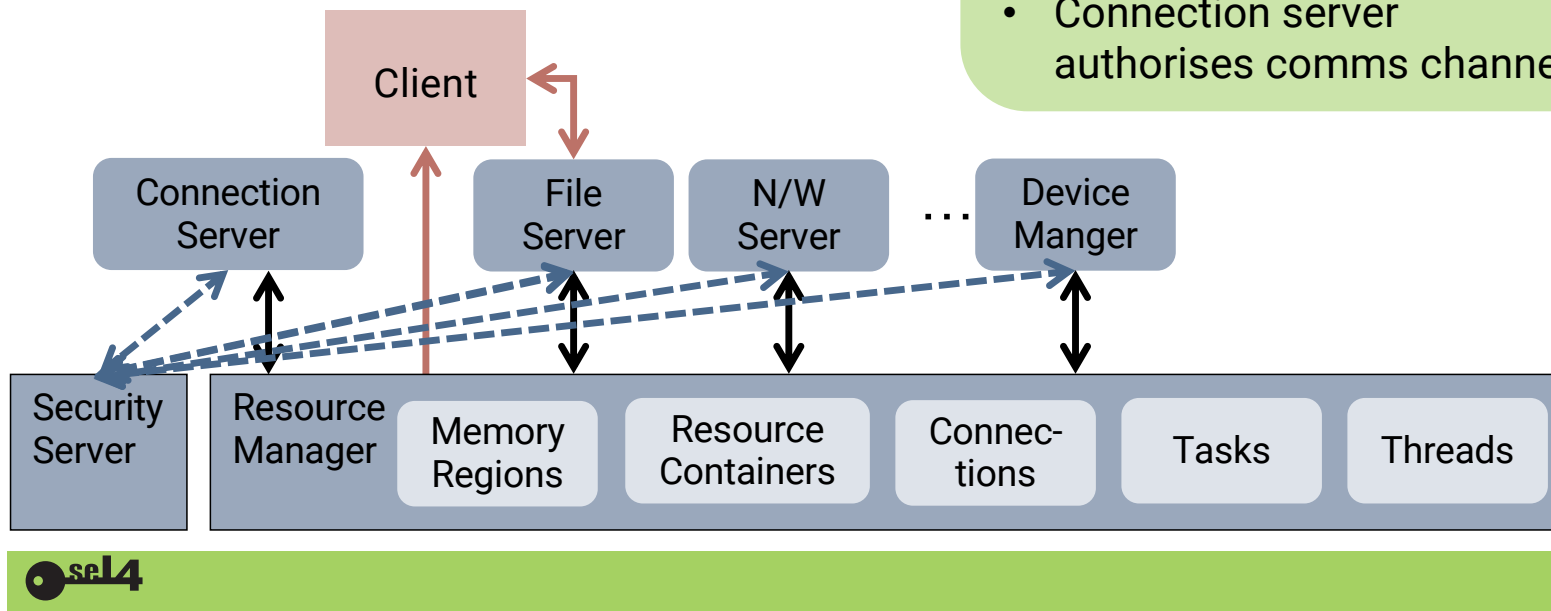 • Connection server
authorises comms channe
Client
Connection
Server
File
Server
N/W
Server
...
Device
Manger
Security
Server
Resource
Manager
Memory
Regions
Resource
Containers
Connec-
tions
Tasks
Threads
seL4